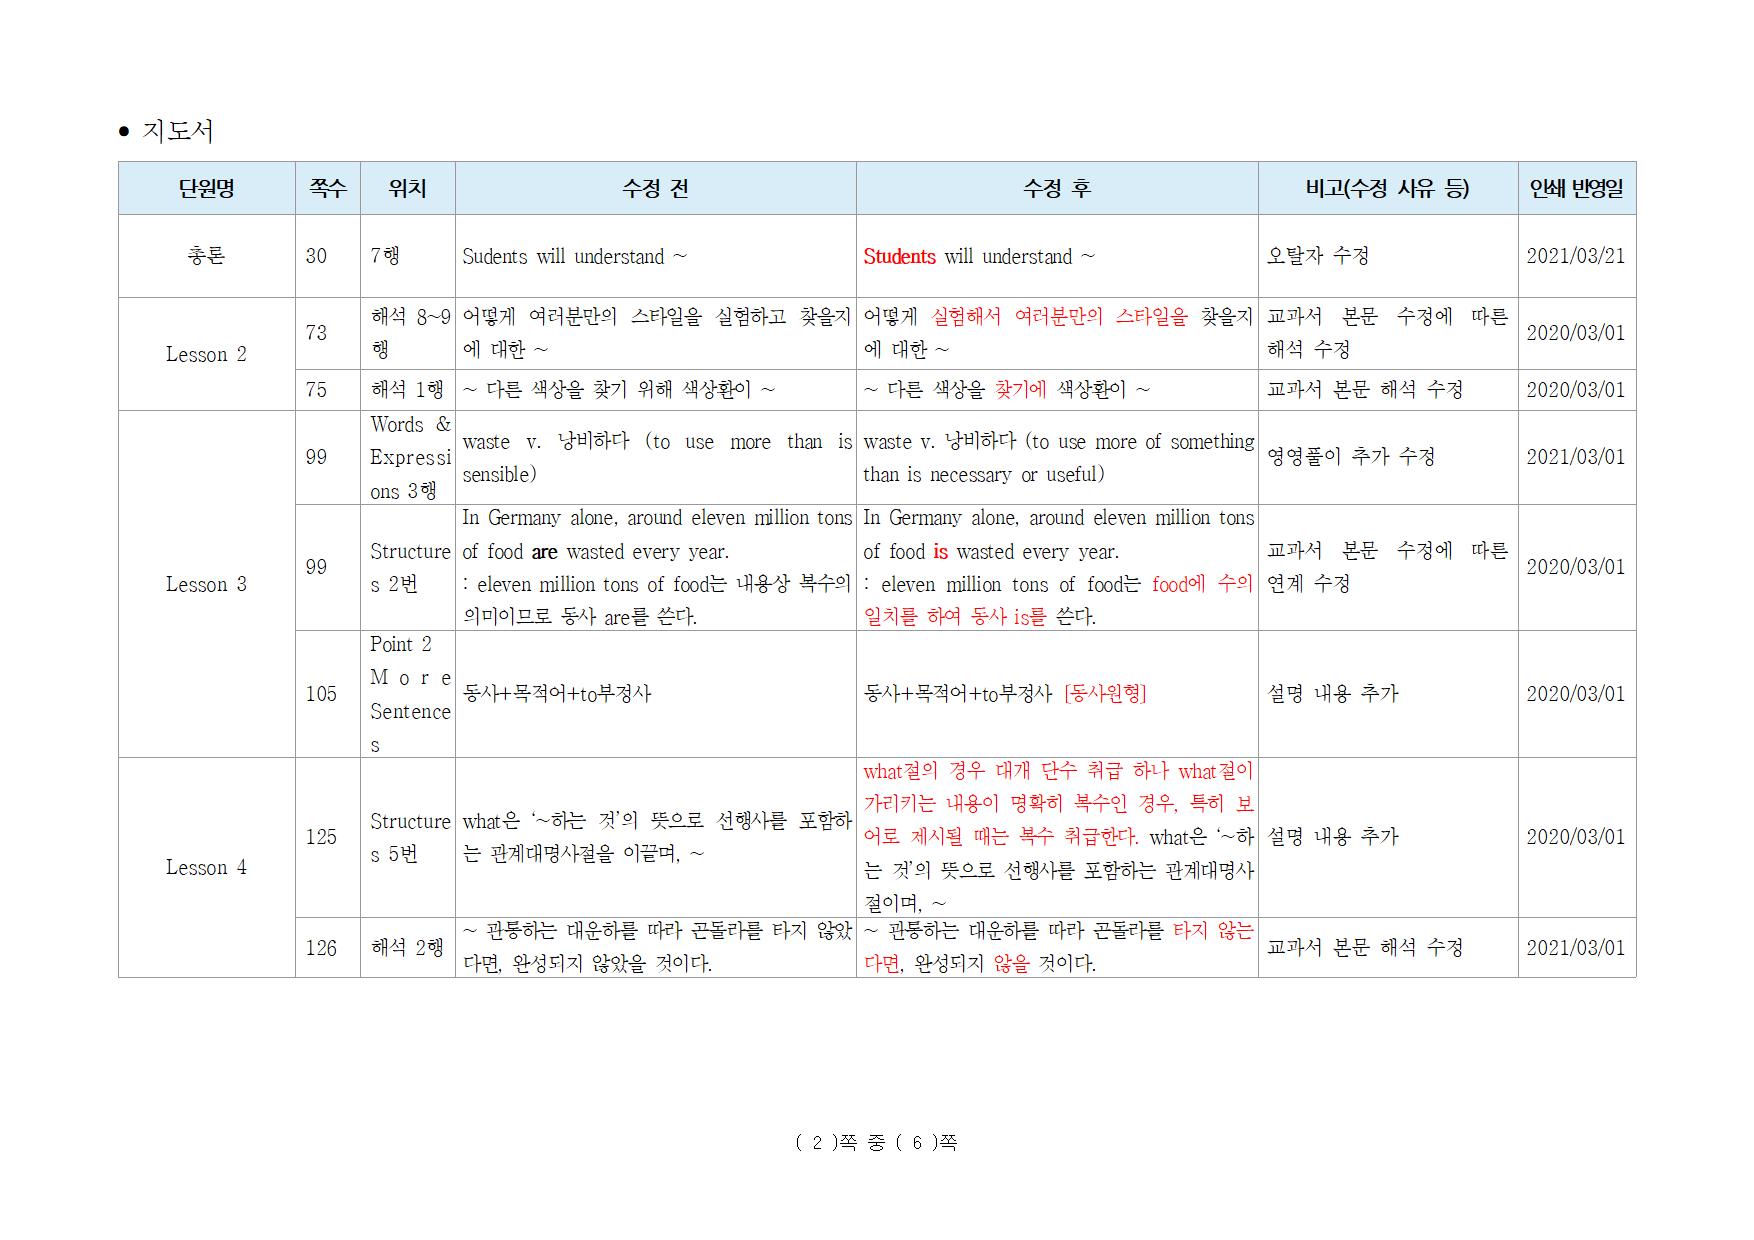 • 지도서
단원명 쪽수 위치 수정 전 수정 후 비고(수정 사유 등) 인쇄 반영일
총론 30 7행 Sudents will understand ~ Students will understand ~ 오탈자 수정 2021/03/21
Lesson 2
73
해석 8~9
행
어떻게 여러분만의 스타일을 실험하고 찾을지
에 대한 ~
어떻게 실험해서 여러분만의 스타일을 찾을지
에 대한 ~
교과서 본문 수정에 따른
해석 수정
2020/03/01
75 해석 1행 ~ 다른 색상을 찾기 위해 색상환이 ~ ~ 다른 색상을 찾기에 색상환이 ~ 교과서 본문 해석 수정 2020/03/01
Lesson 3
99
Words &
Expressi
ons 3행
waste v. 낭비하다 (to use more than is
sensible)
waste v. 낭비하다 (to use more of something
than is necessary or useful)
영영풀이 추가 수정
2021/03/01
99
Structure
s 2번
In Germany alone, around eleven million tons
of food are wasted every year.
: eleven million tons of food는 내용상 복수의
의미이므로 동사 are를 쓴다.
In Germany alone, around eleven million tons
of food is wasted every year.
: eleven million tons of food는 food에 수의
일치를 하여 동사 is를 쓴다.
교과서 본문 수정에 따른
연계 수정
2020/03/01
105
Point 2
More
Sentence
s
동사+목적어+to부정사
동사+목적어+to부정사 [동사원형]
설명 내용 추가
2020/03/01
Lesson 4
125
Structure
s 5번
what은 ‘~하는 것’의 뜻으로 선행사를 포함하
는 관계대명사절을 이끌며, ~
what절의 경우 대개 단수 취급 하나 what절이
가리키는 내용이 명확히 복수인 경우, 특히 보
어로 제시될 때는 복수 취급한다. what은 ‘~하
는 것’의 뜻으로 선행사를 포함하는 관계대명사
절이며, ~
설명 내용 추가
2020/03/01
126
해석 2행
~ 관통하는 대운하를 따라 곤돌라를 타지 않았
다면, 완성되지 않았을 것이다.
~ 관통하는 대운하를 따라 곤돌라를 타지 않는
다면, 완성되지 않을 것이다.
교과서 본문 해석 수정
2021/03/01
( 2 )쪽 중 ( 6 )쪽